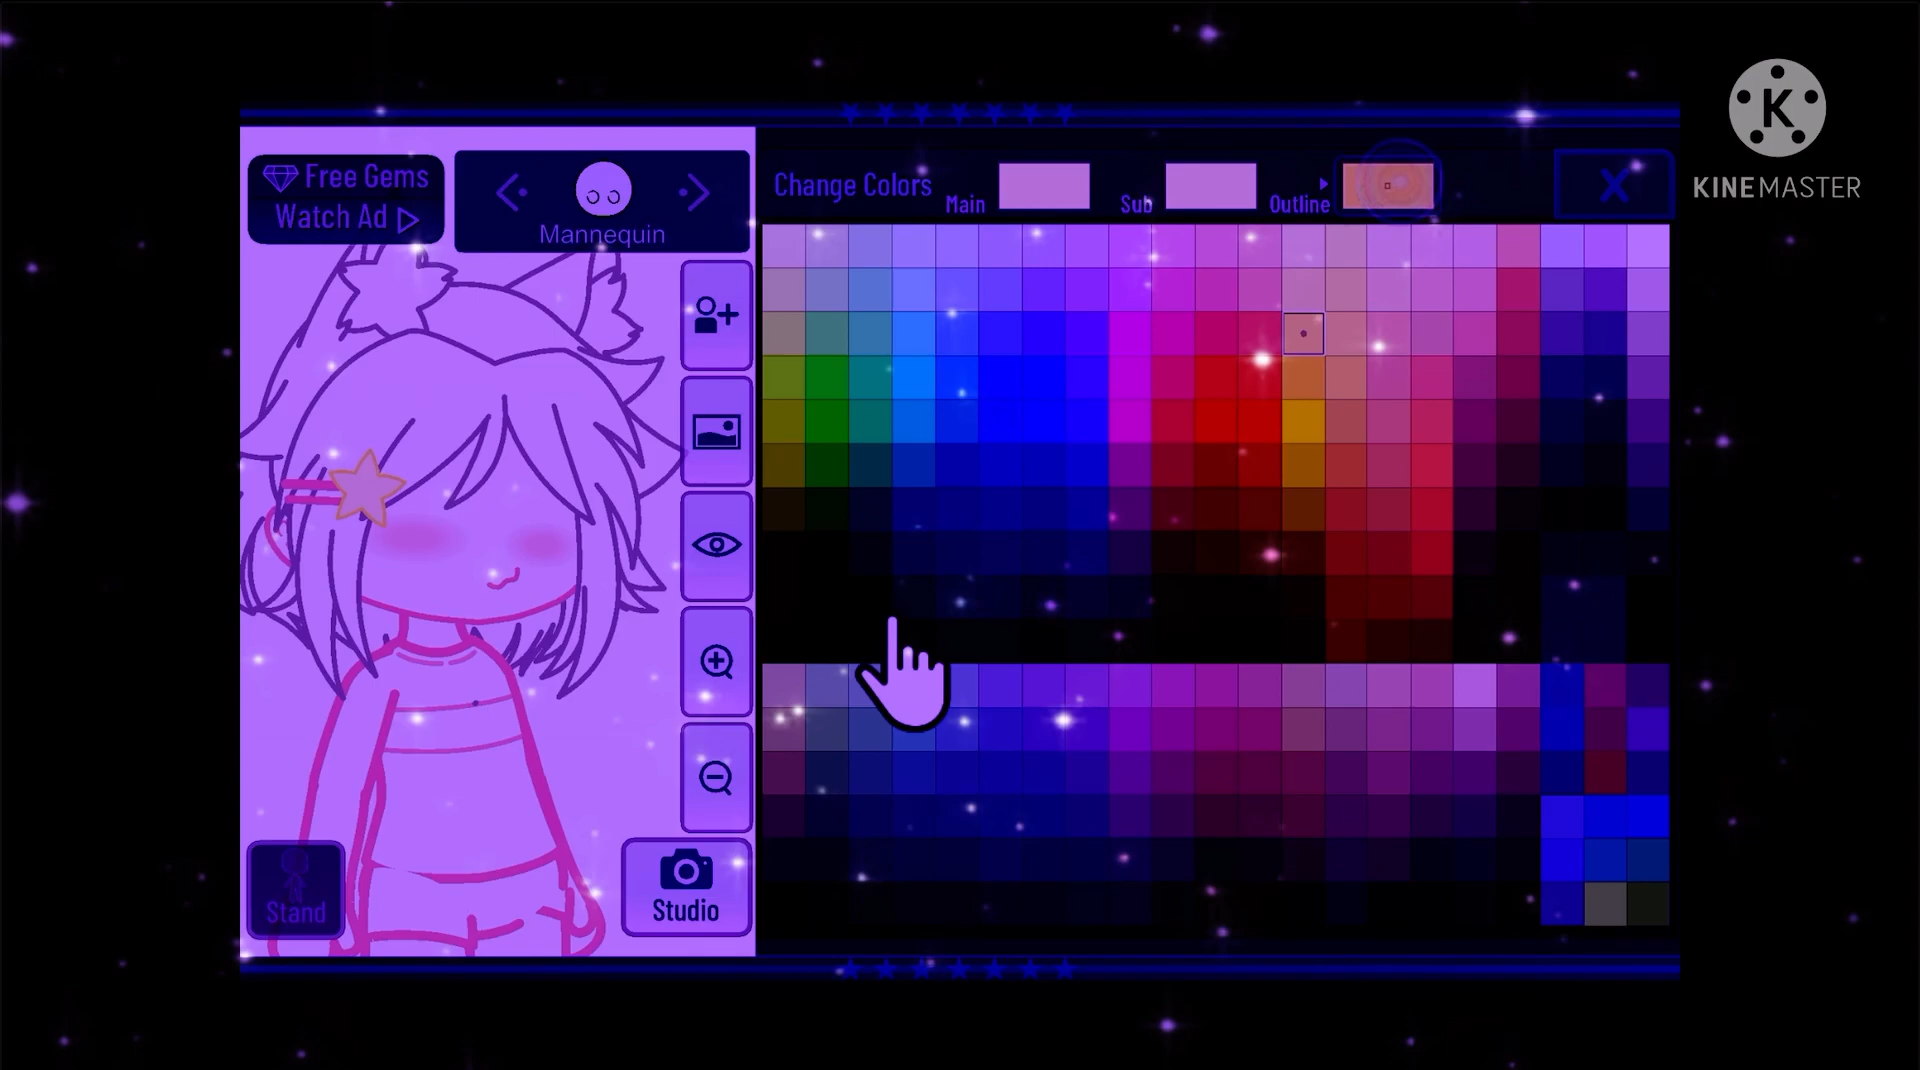 Free Gems
Watch Ad
Mannequin
Change Colors
Main
Sub
Outline
X
K
KINEMASTER
Stand
Studio